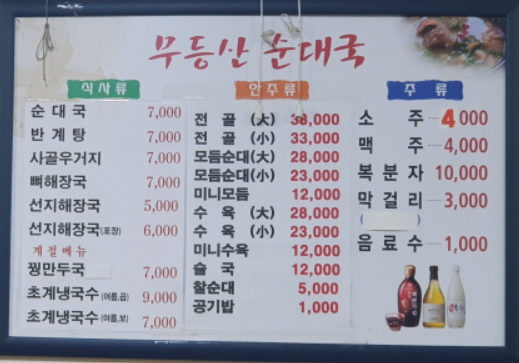 무등산 순대국
식사류
순대국 7,000
반계탕 7,000
사골우거지 7,000
뼈해장국 7,000
선지해장국 5,000
선지해장국(포장) 6,000
계절메뉴
꿩만두국 7,000
초계냉국수(여름,곱) 9,000
초계냉국수(여름,보) 7,000
안주류
전골(大) 38,000
전골(小) 33,000
모듬순대(大) 28,000
모듬순대(小) 23,000
미니모듬 12,000
수육(大) 28,000
수육(小) 23,000
미니수육 12,000
술국 12,000
찰순대 5,000
공기밥 1,000
주류
소주 4,000
맥주 4,000
복분자 10,000
막걸리 3,000
음료수 1,000